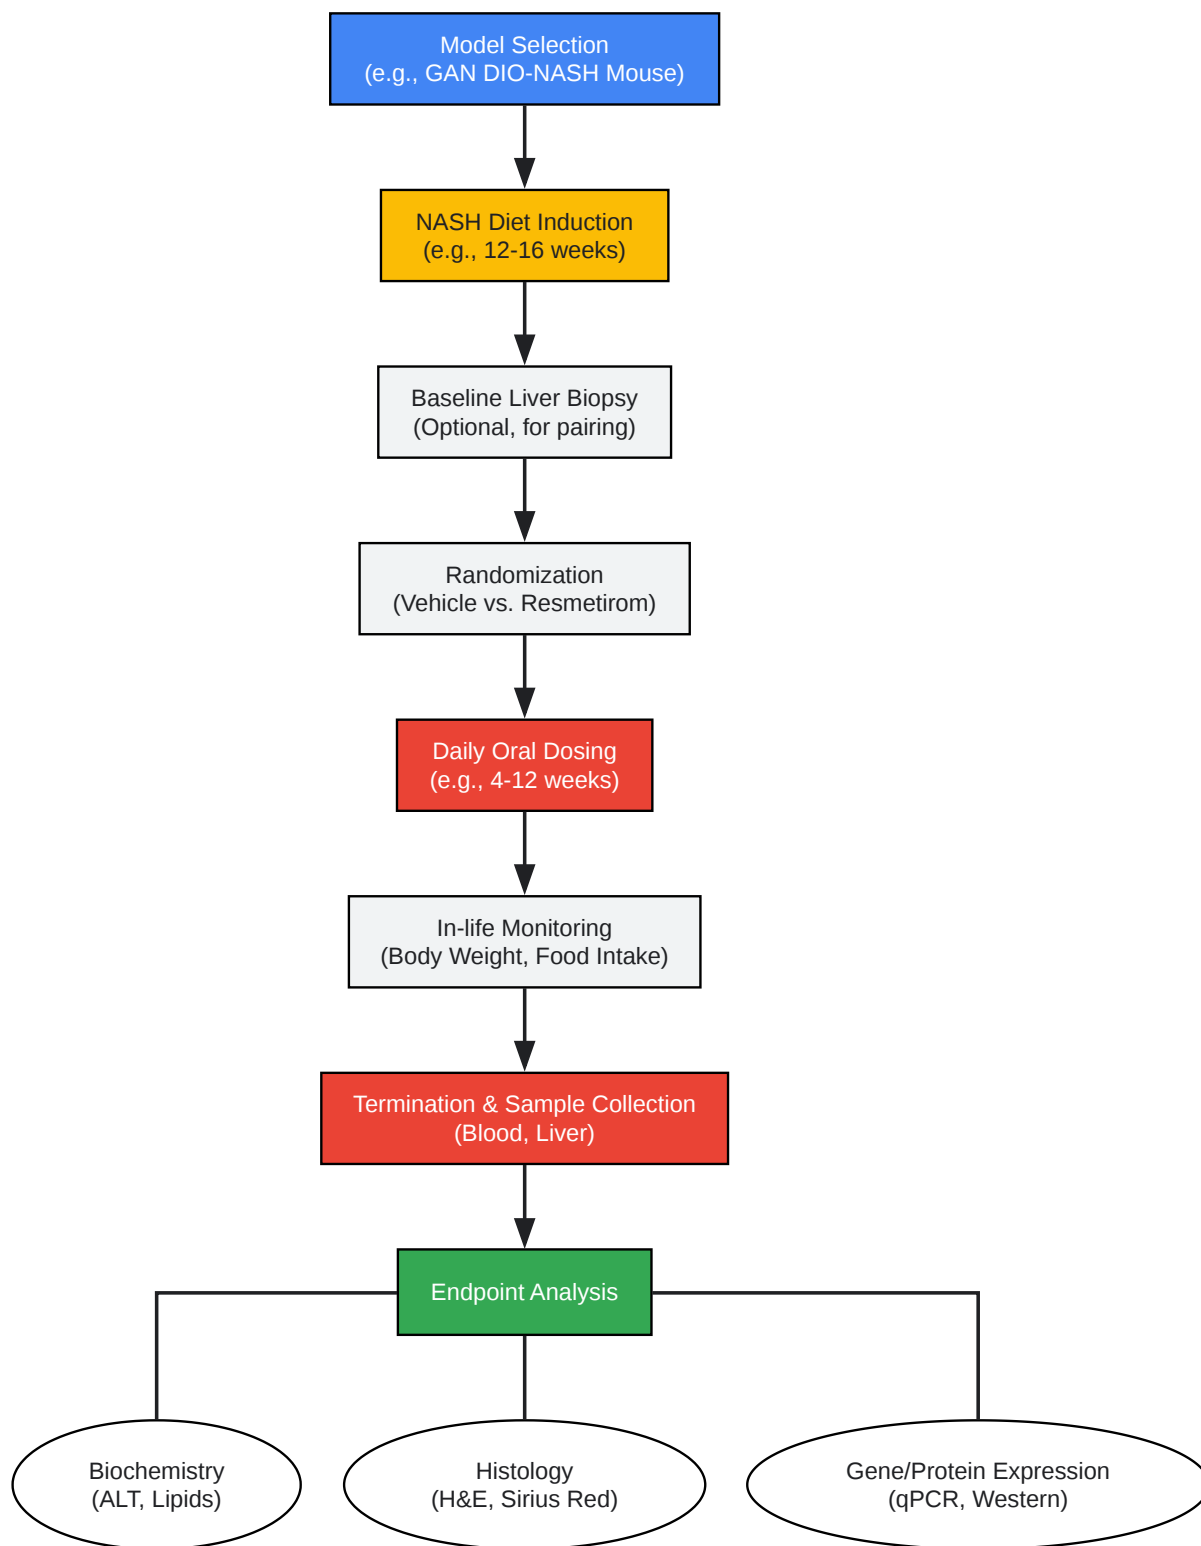 Model Selection
(e.g., GAN DIO-NASH Mouse)
NASH Diet Induction
(e.g., 12-16 weeks)
Baseline Liver Biopsy
(Optional, for pairing)
Randomization
(Vehicle vs. Resmetirom)
Daily Oral Dosing
(e.g., 4-12 weeks)
In-life Monitoring
(Body Weight, Food Intake)
Termination & Sample Collection
(Blood, Liver)
Endpoint Analysis
Biochemistry
(ALT, Lipids)
Histology
(H&E, Sirius Red)
Gene/Protein Expression
(qPCR, Western)